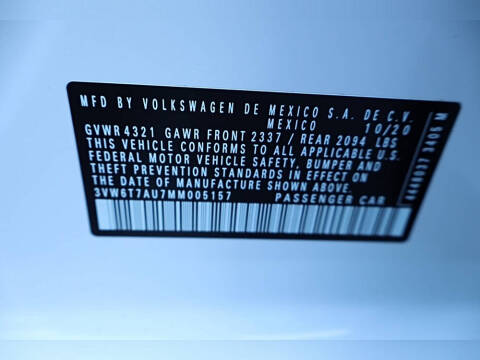 MFD BY VOLKSWAGEN DE MEXICO S.A. DE C.V.
MEXICO 10/20
GVWR 4321 GAWR FRONT 2337 / REAR 2094 LBS
THIS VEHICLE CONFORMS TO ALL APPLICABLE U.S.
FEDERAL MOTOR VEHICLE SAFETY, BUMPER AND
THEFT PREVENTION STANDARDS IN EFFECT ON
THE DATE OF MANUFACTURE SHOWN ABOVE.
3VW6T7AU7MM005157 PASSENGER CAR